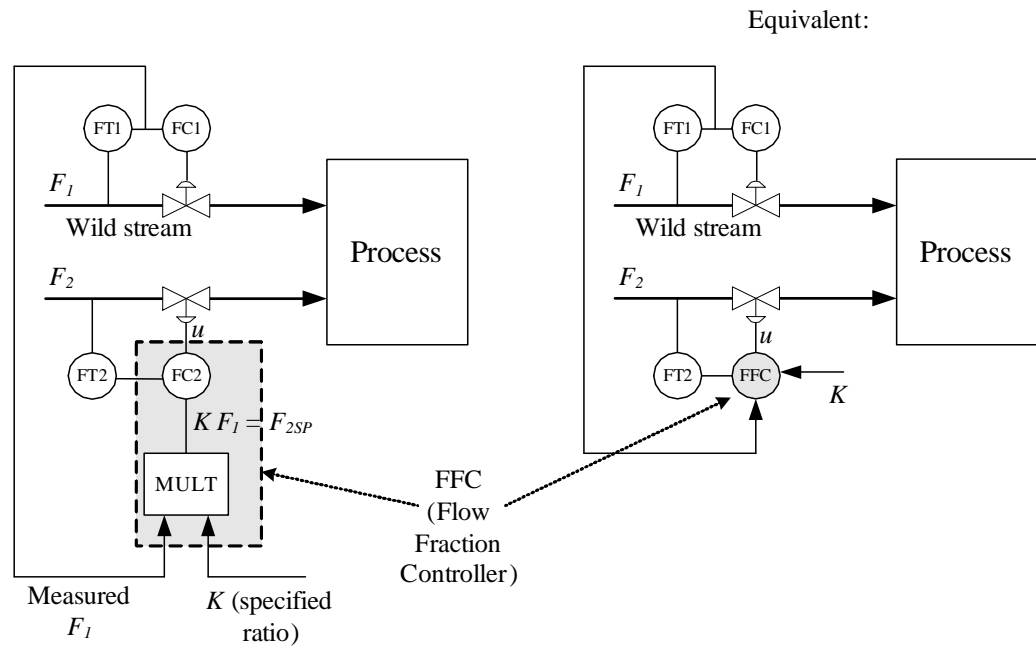 Equivalent:
FT1
FC1
F1
Wild stream
Process
F2
u
FT2
FC2
K F1 = F2SP
MULT
Measured
F1
K (specified
ratio)
FFC
(Flow
Fraction
Controller)
FT1
FC1
F1
Wild stream
Process
F2
u
FT2
FFC
K